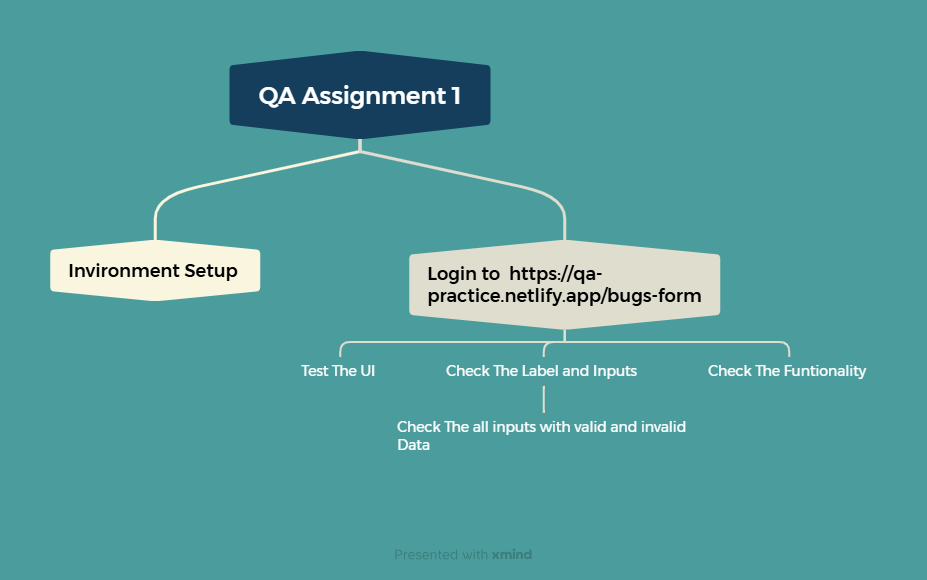 QA Assignment 1
Invironment Setup
Login to  https://qa-
practice.netlify.app/bugs-form
Test The UI
Check The Label and Inputs
Check The Funtionality
Check The all inputs with valid and invalid
Data
Presented with xmind